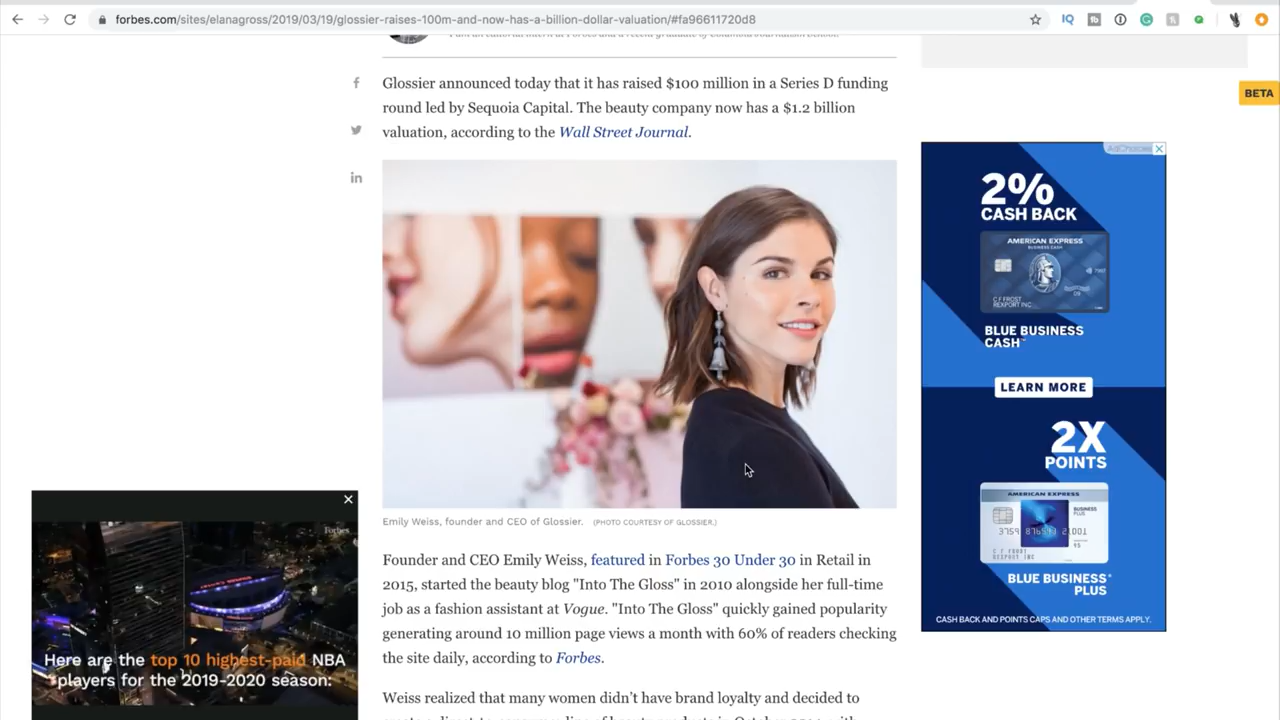 forbes.com/sites/elanagross/2019/03/19/glossier-raises-100m-and-now-has-a-billion-dollar-valuation/#fa96611720d8
Glossier announced today that it has raised $100 million in a Series D funding
round led by Sequoia Capital. The beauty company now has a $1.2 billion
valuation, according to the Wall Street Journal.
BETA
AdChoices
2%
CASH BACK
AMERICAN EXPRESS
BUSINESS CASH
C F FROST
REXPORT INC
BLUE BUSINESS
CASH™
LEARN MORE
2X
POINTS
AMERICAN EXPRESS
BUSINESS
PLUS
C F FROST
BLUE BUSINESS®
PLUS
CASH BACK AND POINTS CAPS AND OTHER TERMS APPLY.
Emily Weiss, founder and CEO of Glossier. (PHOTO COURTESY OF GLOSSIER.)
Founder and CEO Emily Weiss, featured in Forbes 30 Under 30 in Retail in
2015, started the beauty blog "Into The Gloss" in 2010 alongside her full-time
job as a fashion assistant at Vogue. "Into The Gloss" quickly gained popularity
generating around 10 million page views a month with 60% of readers checking
the site daily, according to Forbes.
Weiss realized that many women didn't have brand loyalty and decided to
Forbes
Here are the top 10 highest-paid NBA
players for the 2019-2020 season: